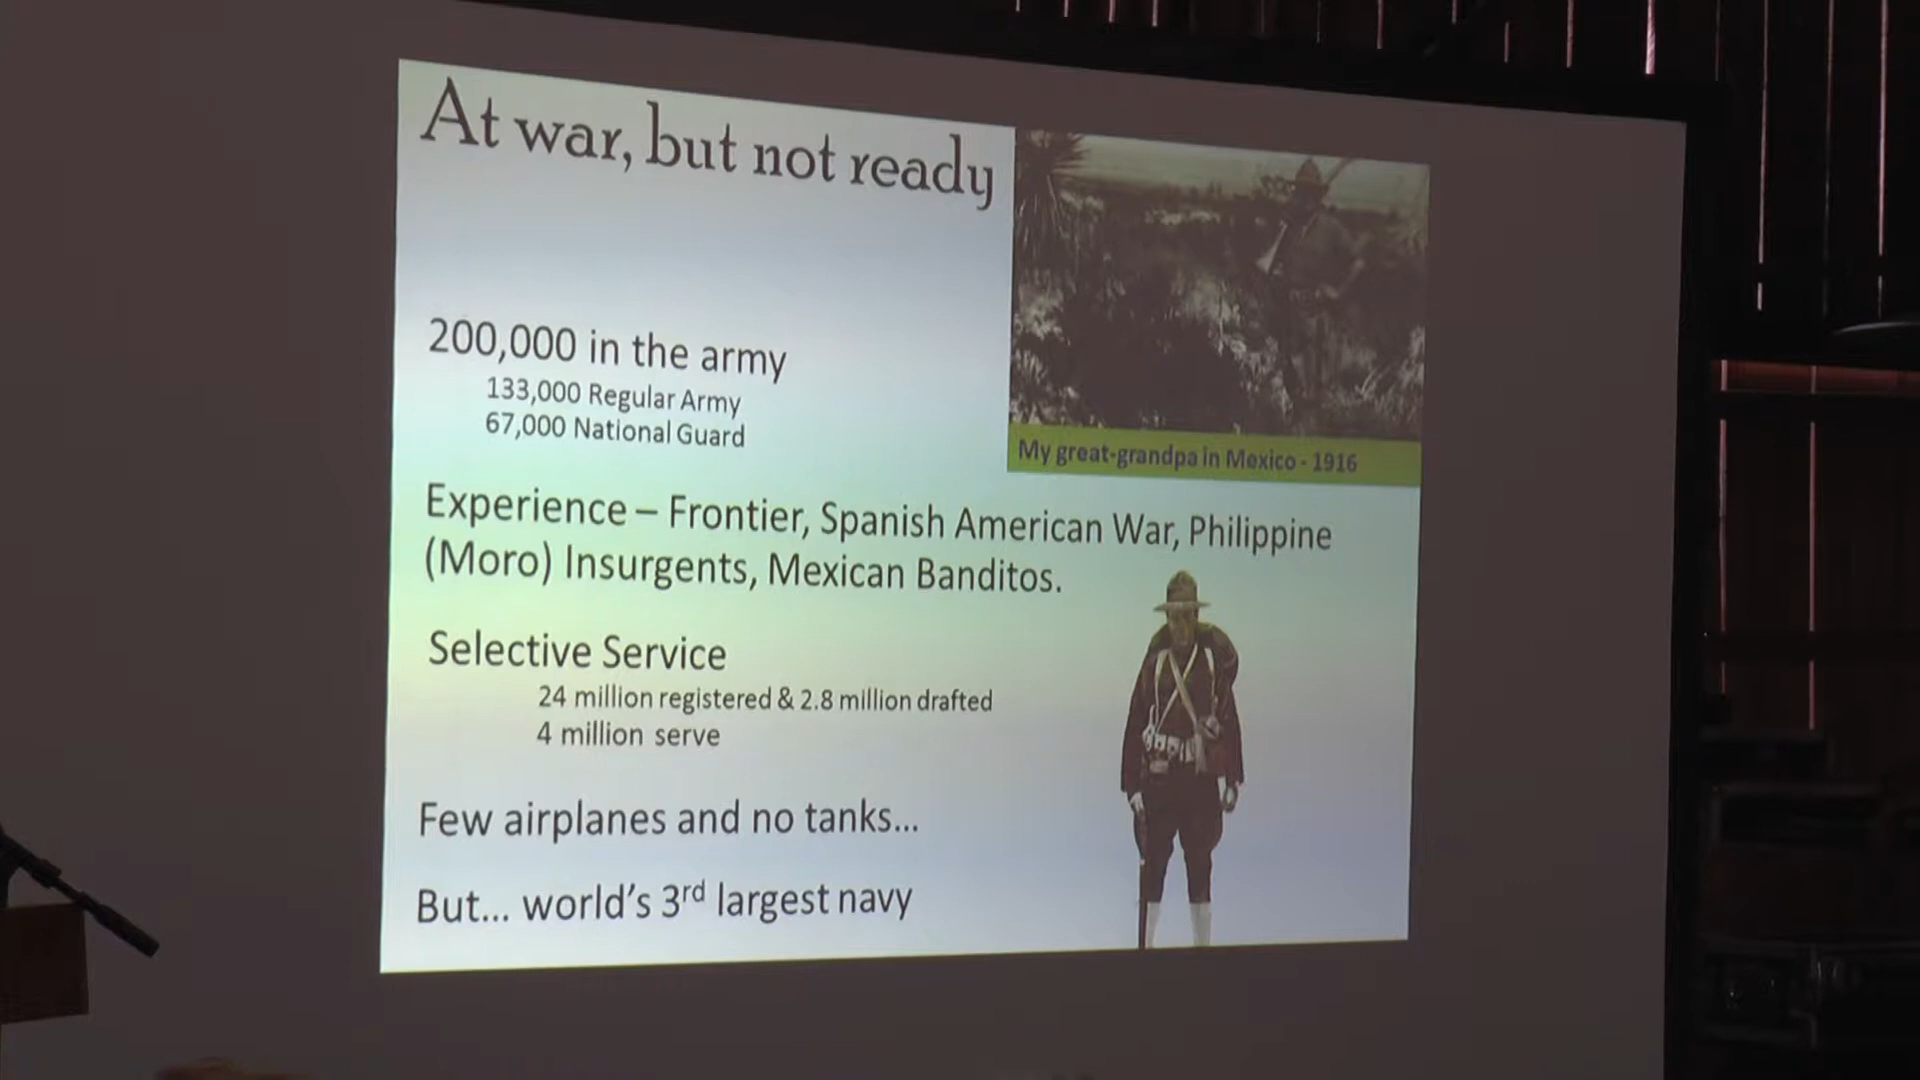 At war, but not ready
200,000 in the army
133,000 Regular Army
67,000 National Guard
My great-grandpa in Mexico - 1916
Experience – Frontier, Spanish American War, Philippine
(Moro) Insurgents, Mexican Banditos.
Selective Service
24 million registered & 2.8 million drafted
4 million serve
Few airplanes and no tanks...
But... world's 3rd largest navy